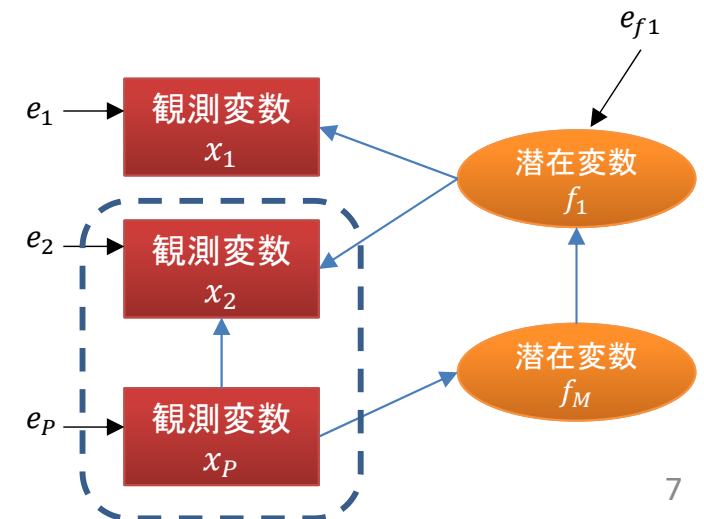 e_{f1}
e_1
観測変数
x_1
潜在変数
f_1
e_2
観測変数
x_2
潜在変数
f_M
e_P
観測変数
x_P
7